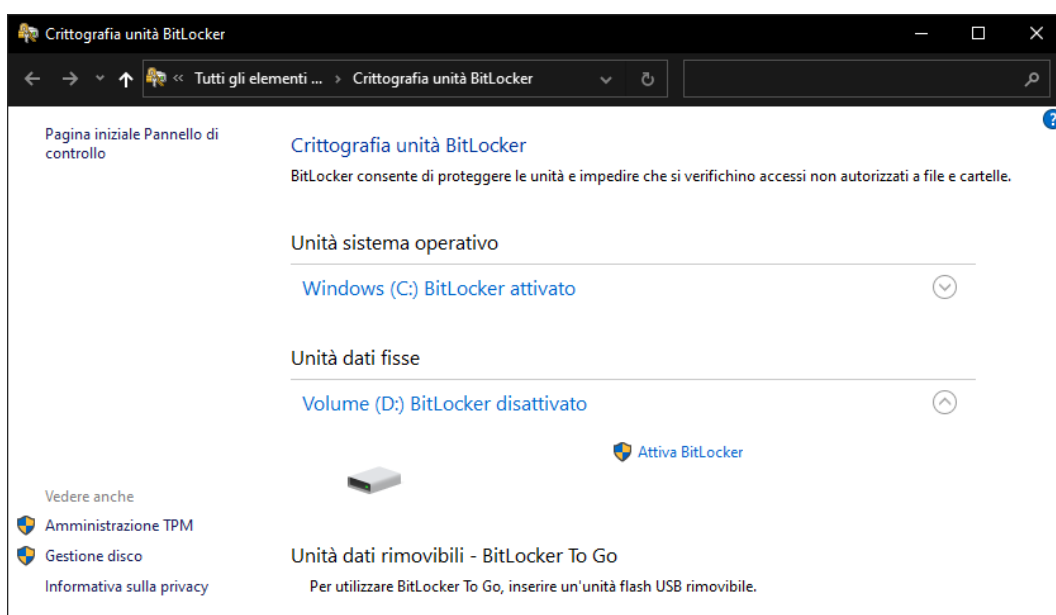 Crittografia unità BitLocker
« Tutti gli elementi ... › Crittografia unità BitLocker
Pagina iniziale Pannello di
controllo
Crittografia unità BitLocker
BitLocker consente di proteggere le unità e impedire che si verifichino accessi non autorizzati a file e cartelle.
Unità sistema operativo
Windows (C:) BitLocker attivato
Unità dati fisse
Volume (D:) BitLocker disattivato
Attiva BitLocker
Vedere anche
Amministrazione TPM
Gestione disco
Informativa sulla privacy
Unità dati rimovibili - BitLocker To Go
Per utilizzare BitLocker To Go, inserire un'unità flash USB rimovibile.